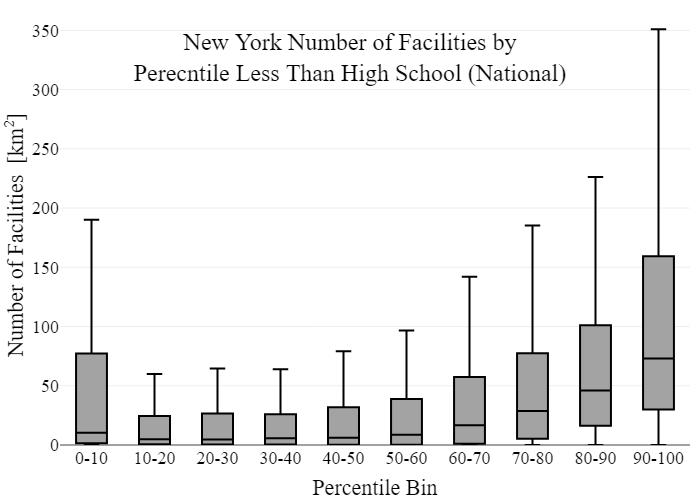 New York Number of Facilities by
Perecntile Less Than High School (National)
Number of Facilities [km²]
350
300
250
200
150
100
50
0
0-10 10-20 20-30 30-40 40-50 50-60 60-70 70-80 80-90 90-100
Percentile Bin